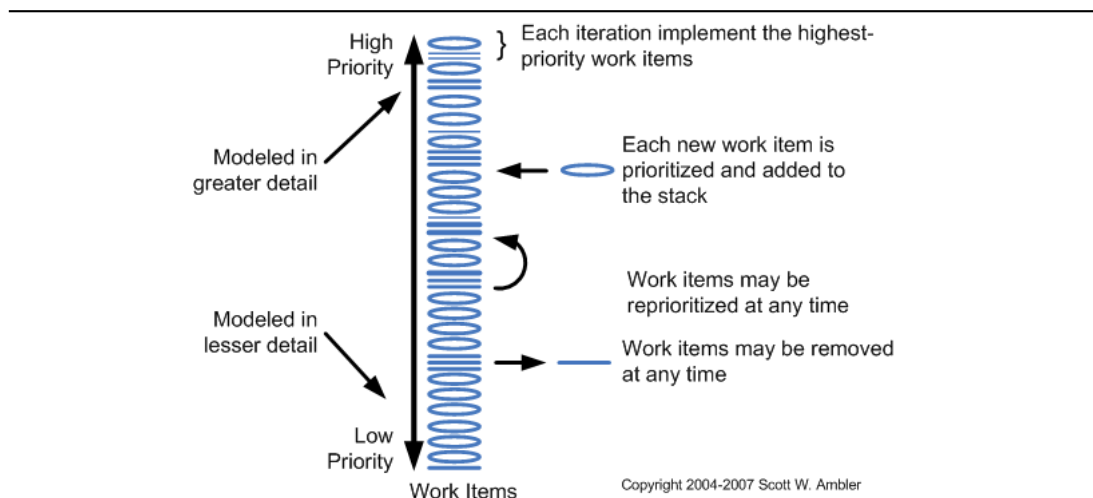 High
Priority
Each iteration implement the highest-
priority work items
Modeled in
greater detail
Each new work item is
prioritized and added to
the stack
Work items may be
reprioritized at any time
Modeled in
lesser detail
Work items may be removed
at any time
Low
Priority
Work Items
Copyright 2004-2007 Scott W. Ambler